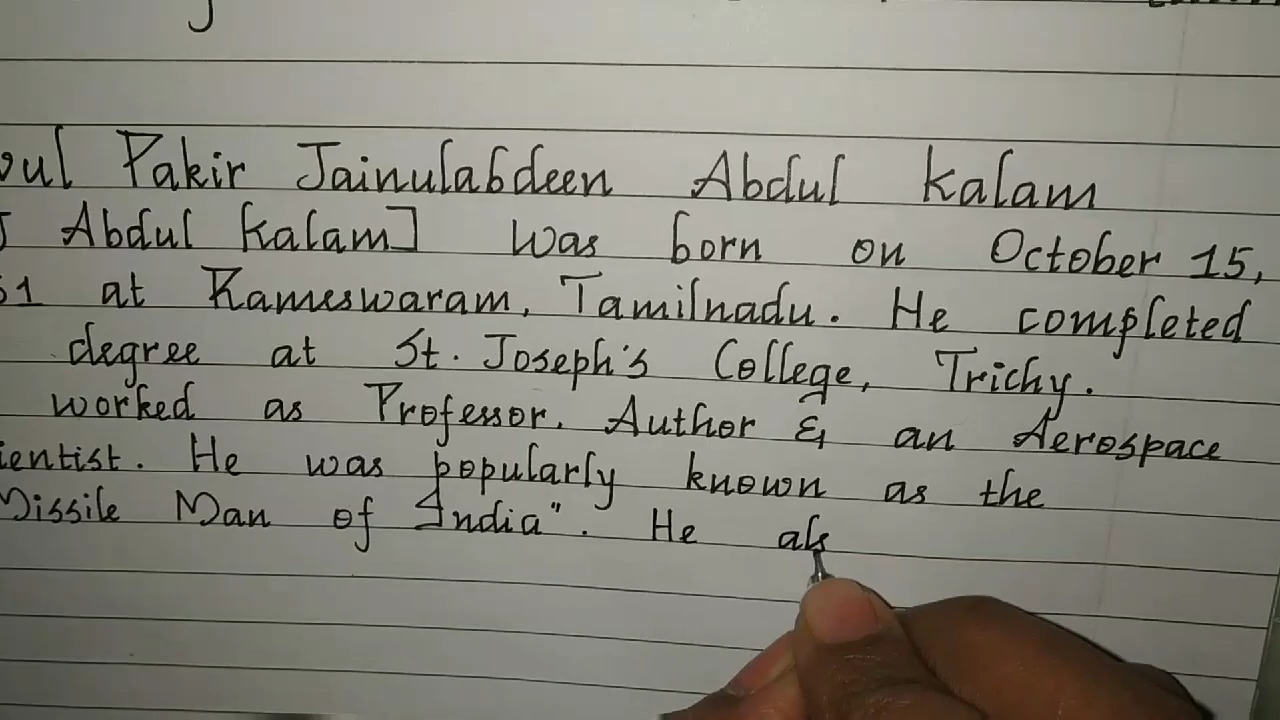 Pakir Jainulabdeen Abdul Kalam
Abdul Kalam] was born on October 15,
at Rameswaram, Tamilnadu. He completed
degree at St. Joseph's College, Trichy.
worked as Professor, Author & an Aerospace
ientist. He was popularly known as the
Missile Man of India". He als